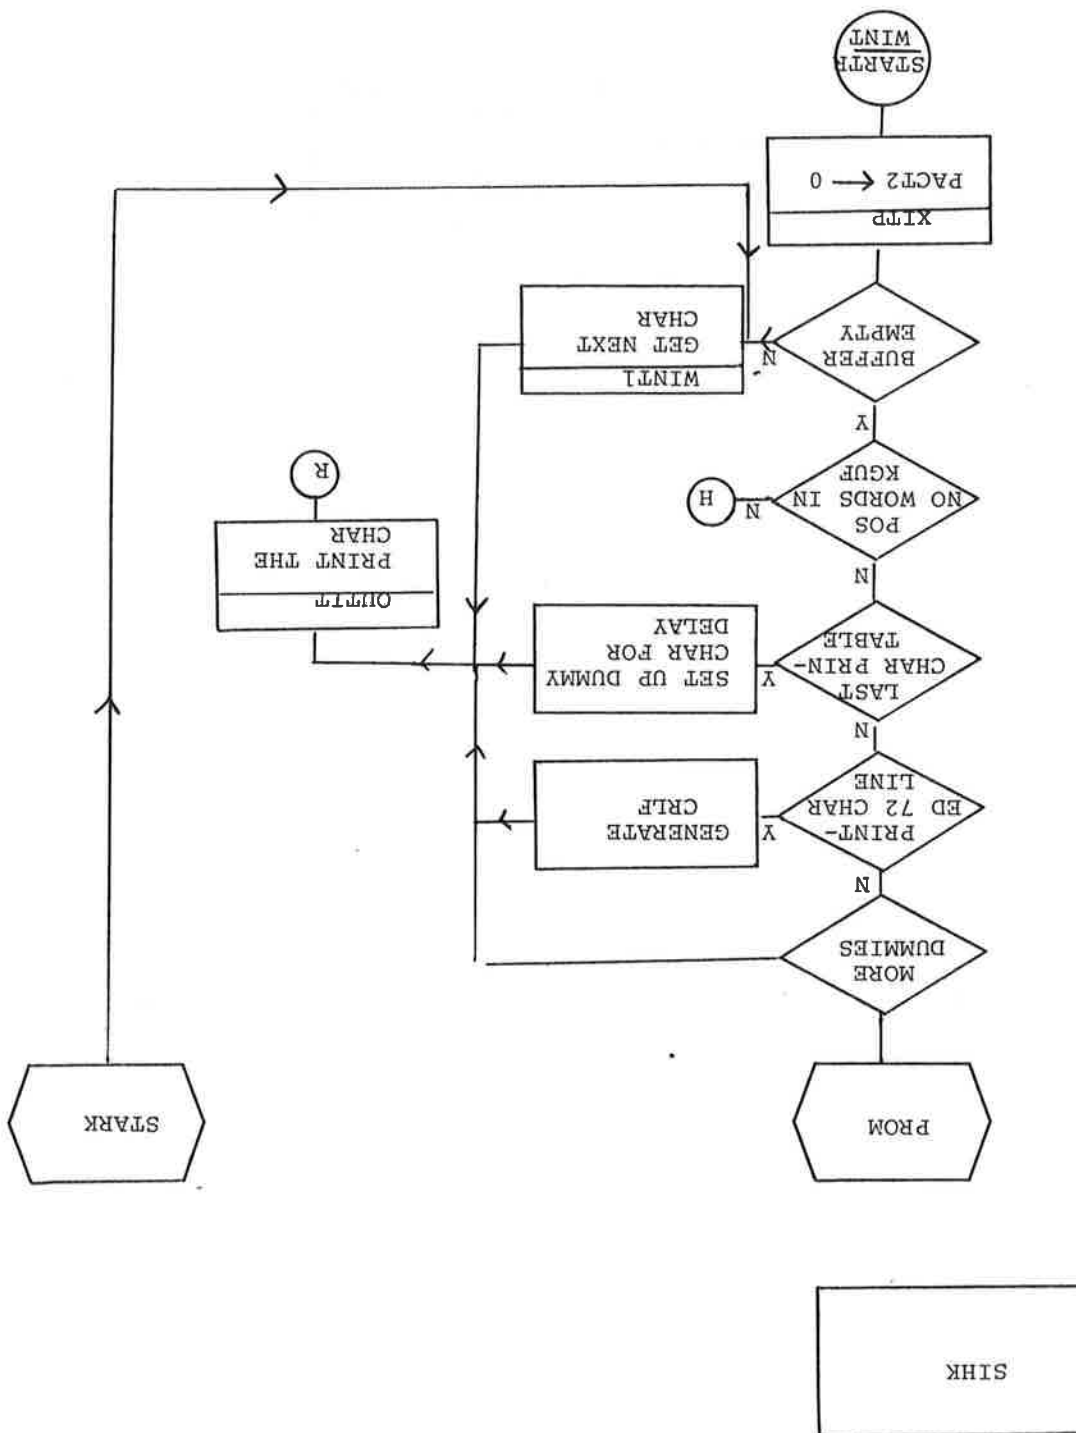 SIHK
PROM
STARK
MORE
DUMMIES
N
PRINT-
ED 72 CHAR
LINE
Y
GENERATE
CRLF
N
LAST
CHAR PRIN-
TABLE
Y
SET UP DUMMY
CHAR FOR
DELAY
OUTIT
PRINT THE
CHAR
R
N
POS
NO WORDS IN
KGUF
N
H
Y
BUFFER
EMPTY
N
WINT1
GET NEXT
CHAR
XITP
PACT2 ← 0
STARTP
WINT